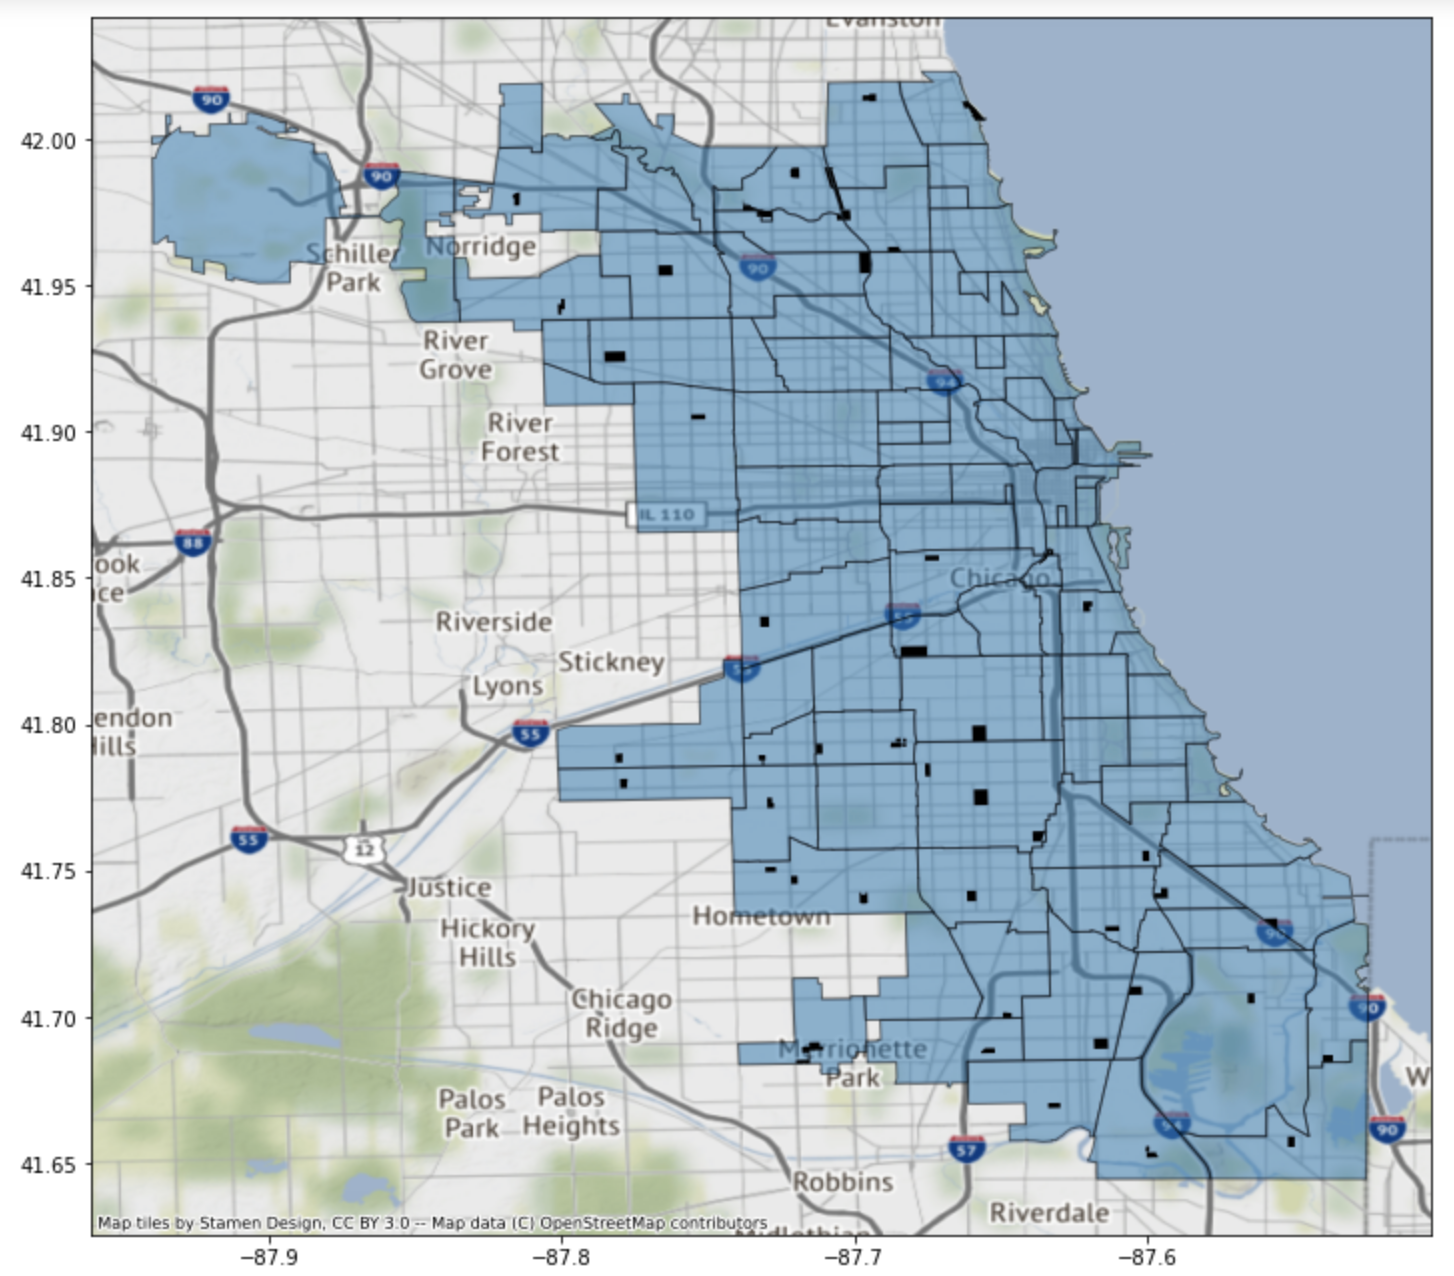 Evanston
90
42.00
90
Schiller
Park
Norridge
90
41.95
River
Grove
94
River
Forest
41.90
IL 110
88
ook
ce
41.85
Chicago
Riverside
Stickney
Lyons
55
endon
Hills
41.80
55
12
41.75
Justice
Hometown
Hickory
Hills
90
Chicago
Ridge
41.70
90
Merrionette
Park
W
Palos
Park
Palos
Heights
94
90
57
41.65
Robbins
Riverdale
Map tiles by Stamen Design, CC BY 3.0 -- Map data (C) OpenStreetMap contributors
Midlothian
−87.9
−87.8
−87.7
−87.6